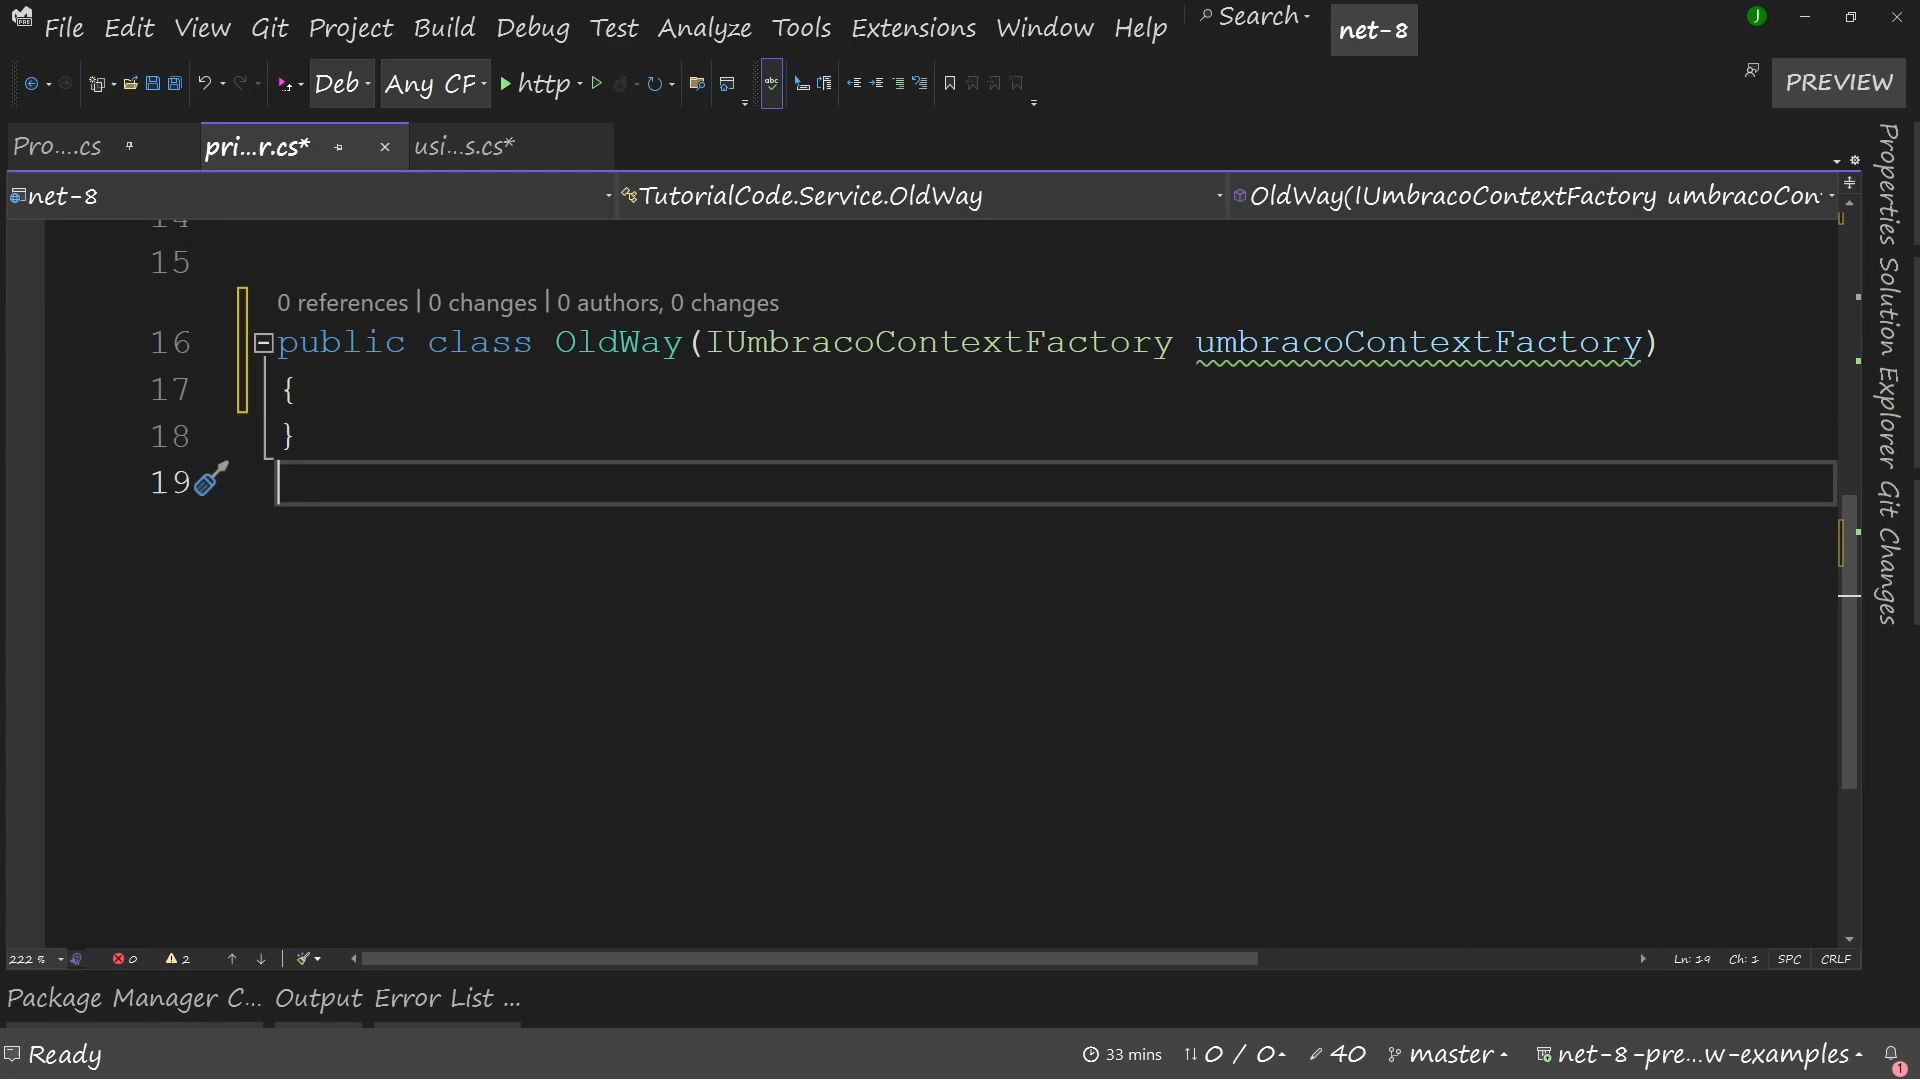 File Edit View Git Project Build Debug Test Analyze Tools Extensions Window Help Search net-8 J
Deb Any CP http abc PREVIEW
Pro....cs pri...r.cs* usi...s.cs*
net-8 TutorialCode.Service.OldWay OldWay(IUmbracoContextFactory umbracoCon
14
15
0 references | 0 changes | 0 authors, 0 changes
16 public class OldWay(IUmbracoContextFactory umbracoContextFactory)
17 {
18 }
19
222 % 0 2 Ln: 19 Ch: 1 SPC CRLF
Package Manager C... Output Error List ...
Ready 33 mins 0 / 0 40 master net-8-pre...w-examples 1
Properties Solution Explorer Git Changes